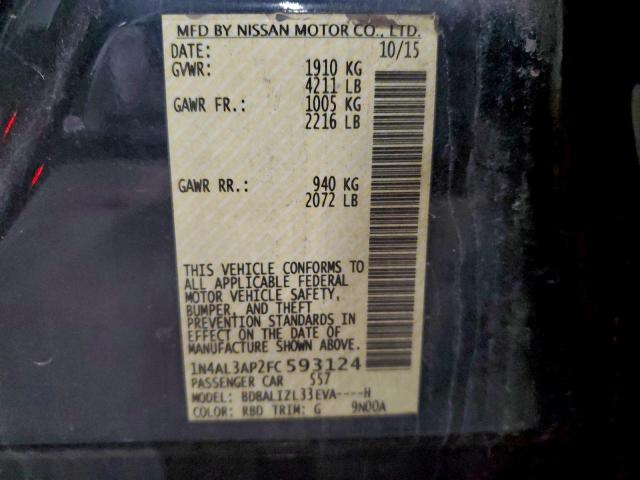 MFD BY NISSAN MOTOR CO., LTD.
DATE: 10/15
GVWR: 1910 KG
4211 LB
GAWR FR.: 1005 KG
2216 LB
GAWR RR.: 940 KG
2072 LB
THIS VEHICLE CONFORMS TO
ALL APPLICABLE FEDERAL
MOTOR VEHICLE SAFETY,
BUMPER, AND THEFT
PREVENTION STANDARDS IN
EFFECT ON THE DATE OF
MANUFACTURE SHOWN ABOVE.
1N4AL3AP2FC593124
PASSENGER CAR 557
MODEL: BDBALIZL33EVA----H
COLOR: RBD TRIM: G 9N00A